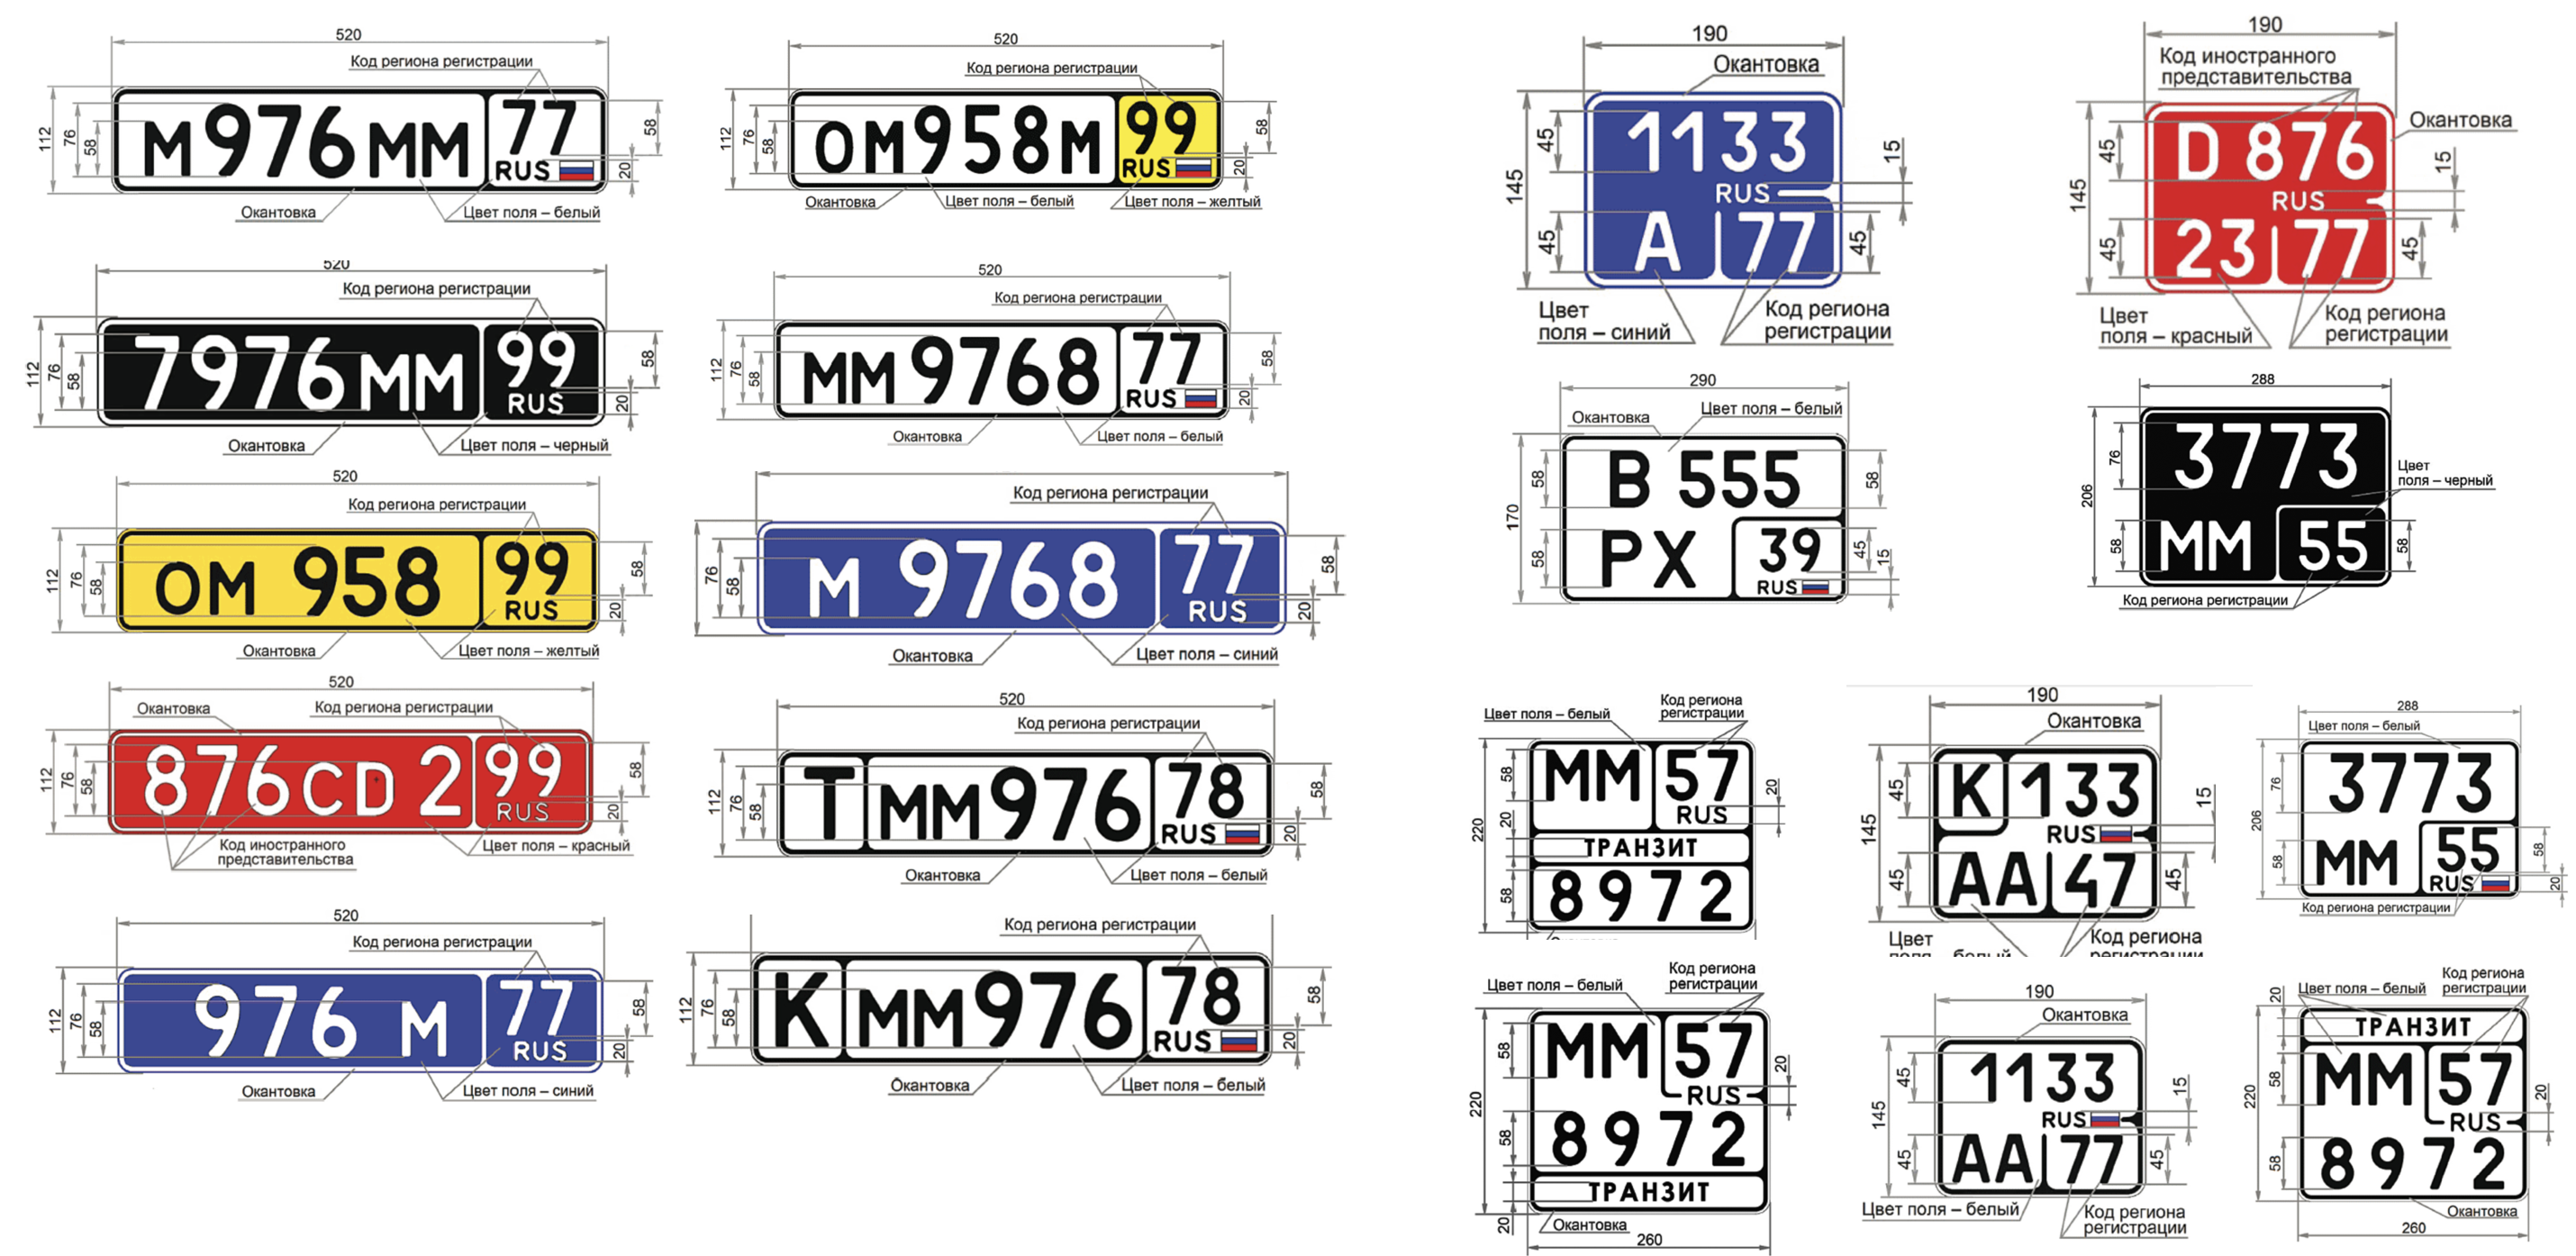 520
Код региона регистрации
112
76
58
М976ММ
77
RUS
58
20
Окантовка
Цвет поля – белый
520
Код региона регистрации
112
76
58
ОМ958М
99
RUS
58
20
Окантовка
Цвет поля – белый
Цвет поля – желтый
190
Окантовка
145
45
1133
15
RUS
45
А
77
45
Цвет
поля – синий
Код региона
регистрации
190
Код иностранного
представительства
Окантовка
145
45
D 876
15
RUS
45
23
77
45
Цвет
поля – красный
Код региона
регистрации
520
Код региона регистрации
112
76
58
7976ММ
99
RUS
58
20
Окантовка
Цвет поля – черный
520
Код региона регистрации
112
76
58
ММ 9768
77
RUS
58
20
Окантовка
Цвет поля – белый
290
Окантовка
Цвет поля – белый
170
58
В 555
58
58
РХ
39
RUS
45
15
288
206
76
3773
Цвет
поля – черный
58
ММ
55
58
Код региона регистрации
520
Код региона регистрации
112
76
58
ОМ 958
99
RUS
58
20
Окантовка
Цвет поля – желтый
Код региона регистрации
76
58
М 9768
77
RUS
58
20
Окантовка
Цвет поля – синий
520
Окантовка
Код региона регистрации
112
76
58
876CD 2
99
RUS
58
20
Код иностранного
представительства
Цвет поля – красный
520
Код региона регистрации
112
76
58
Т
ММ976
78
RUS
58
20
Окантовка
Цвет поля – белый
Цвет поля – белый
Код региона
регистрации
220
58
ММ
57
RUS
20
20
ТРАНЗИТ
58
8972
190
Окантовка
145
45
К
133
RUS
15
45
АА
47
45
Цвет
Код региона
288
Цвет поля – белый
206
76
3773
58
ММ
55
RUS
58
20
Код региона регистрации
520
Код региона регистрации
112
76
58
976 М
77
RUS
58
20
Окантовка
Цвет поля – синий
Код региона регистрации
112
76
58
К
ММ976
78
RUS
58
20
Окантовка
Цвет поля – белый
Цвет поля – белый
Код региона
регистрации
220
58
ММ
57
RUS
20
58
8972
ТРАНЗИТ
20
Окантовка
260
190
Окантовка
145
45
1133
RUS
15
45
АА
77
45
Цвет поля – белый
Код региона
регистрации
Цвет поля – белый
Код региона
регистрации
20
ТРАНЗИТ
220
58
ММ
57
RUS
20
58
8972
Окантовка
260